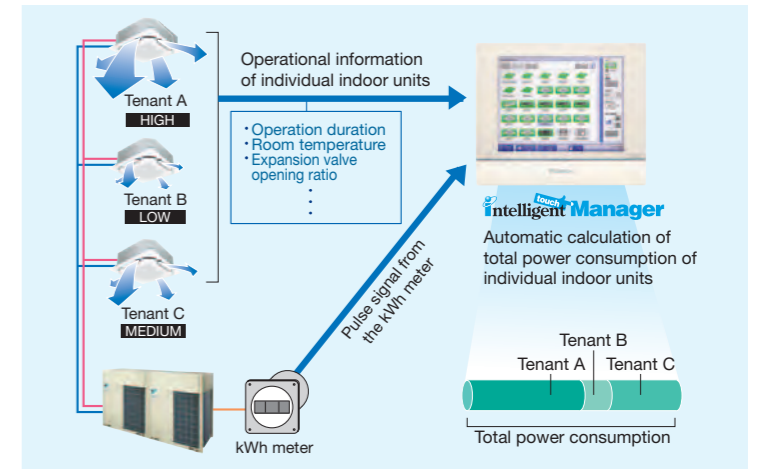 Operational information
of individual indoor units
Tenant A
HIGH
・Operation duration
・Room temperature
・Expansion valve
opening ratio
Tenant B
LOW
Tenant C
MEDIUM
Pulse signal from
the kWh meter
kWh meter
intelligent touch Manager
Automatic calculation of
total power consumption of
individual indoor units
Tenant B
Tenant A Tenant C
Total power consumption